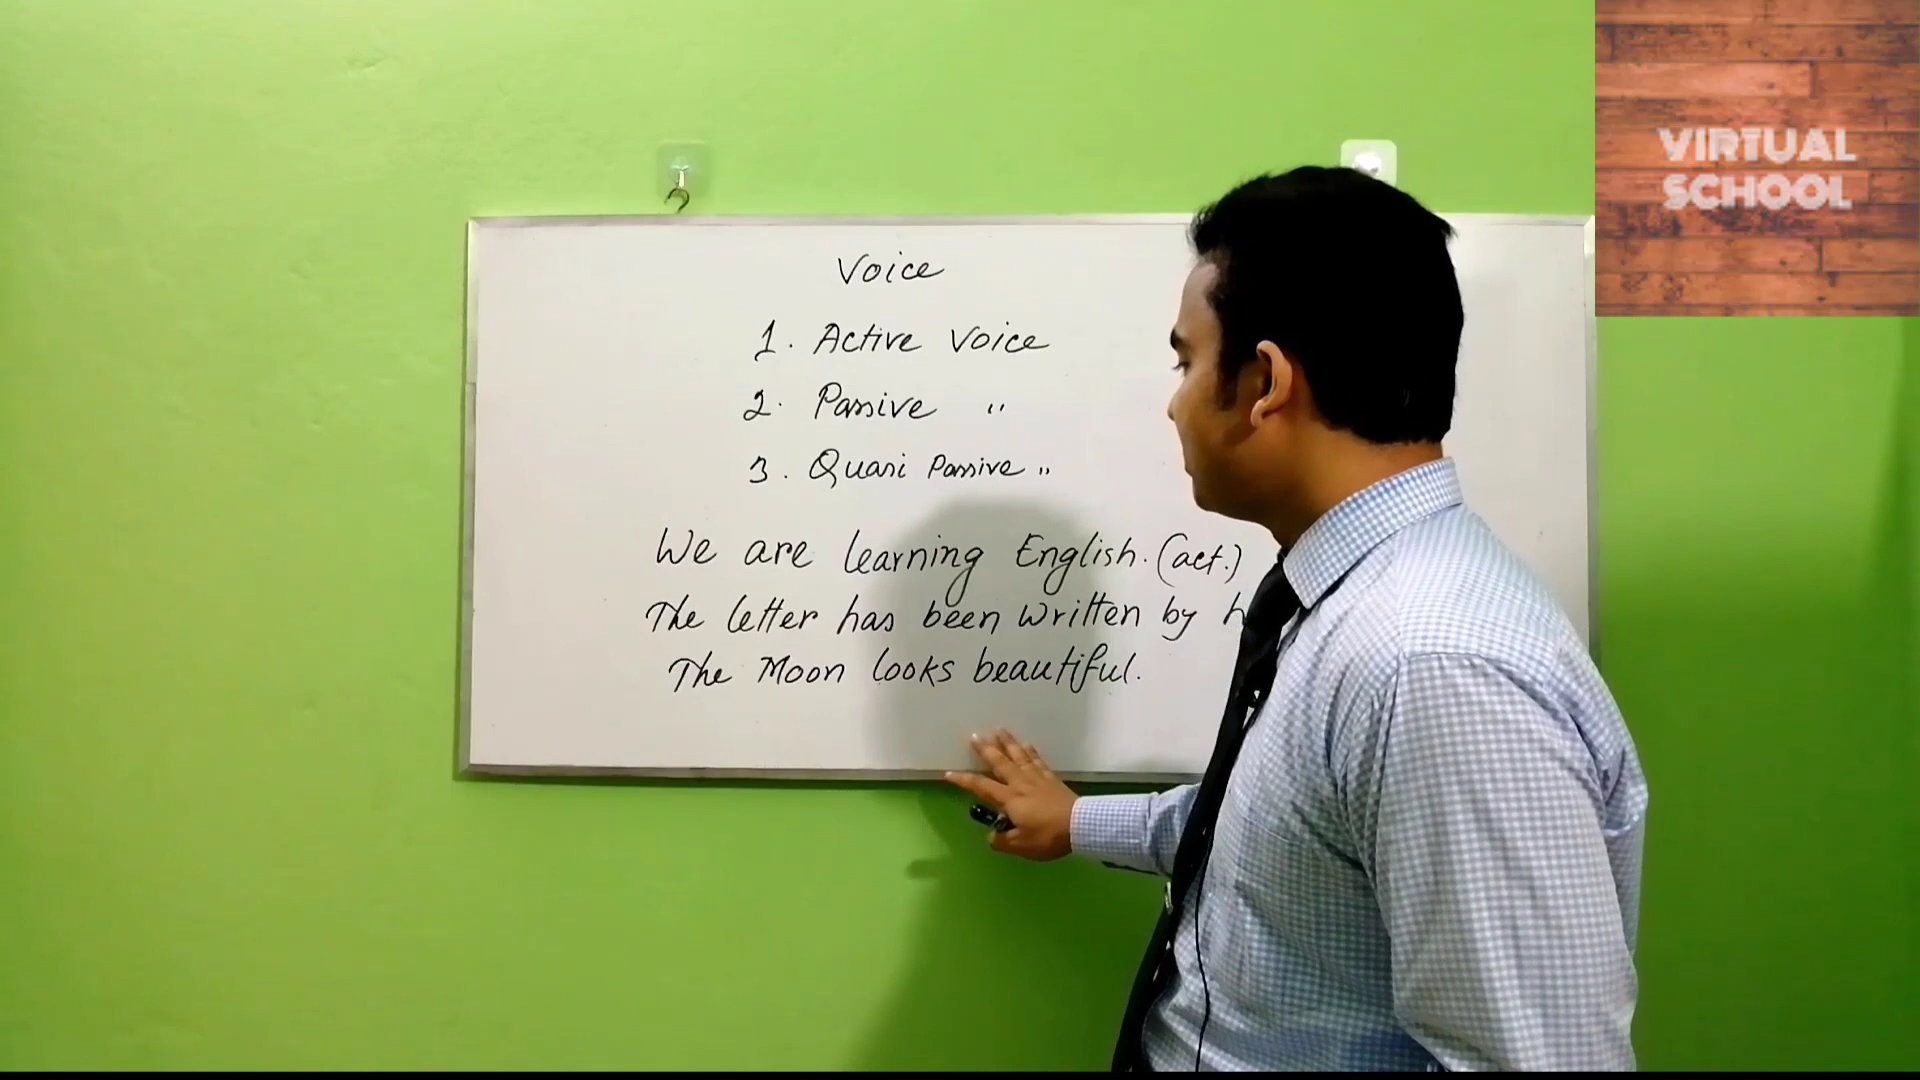 Voice
1. Active Voice
2. Passive "
3. Quasi Passive "
We are learning English. (act.)
The letter has been written by h
The Moon looks beautiful.
VIRTUAL
SCHOOL